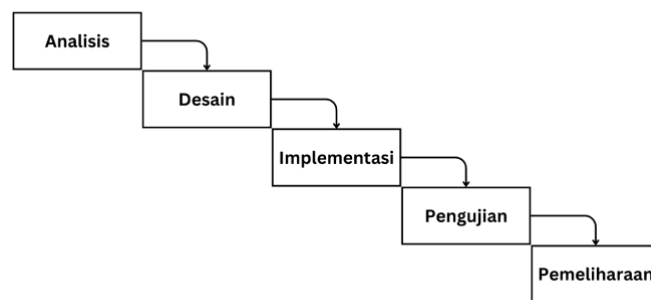 Analisis
Desain
Implementasi
Pengujian
Pemeliharaan